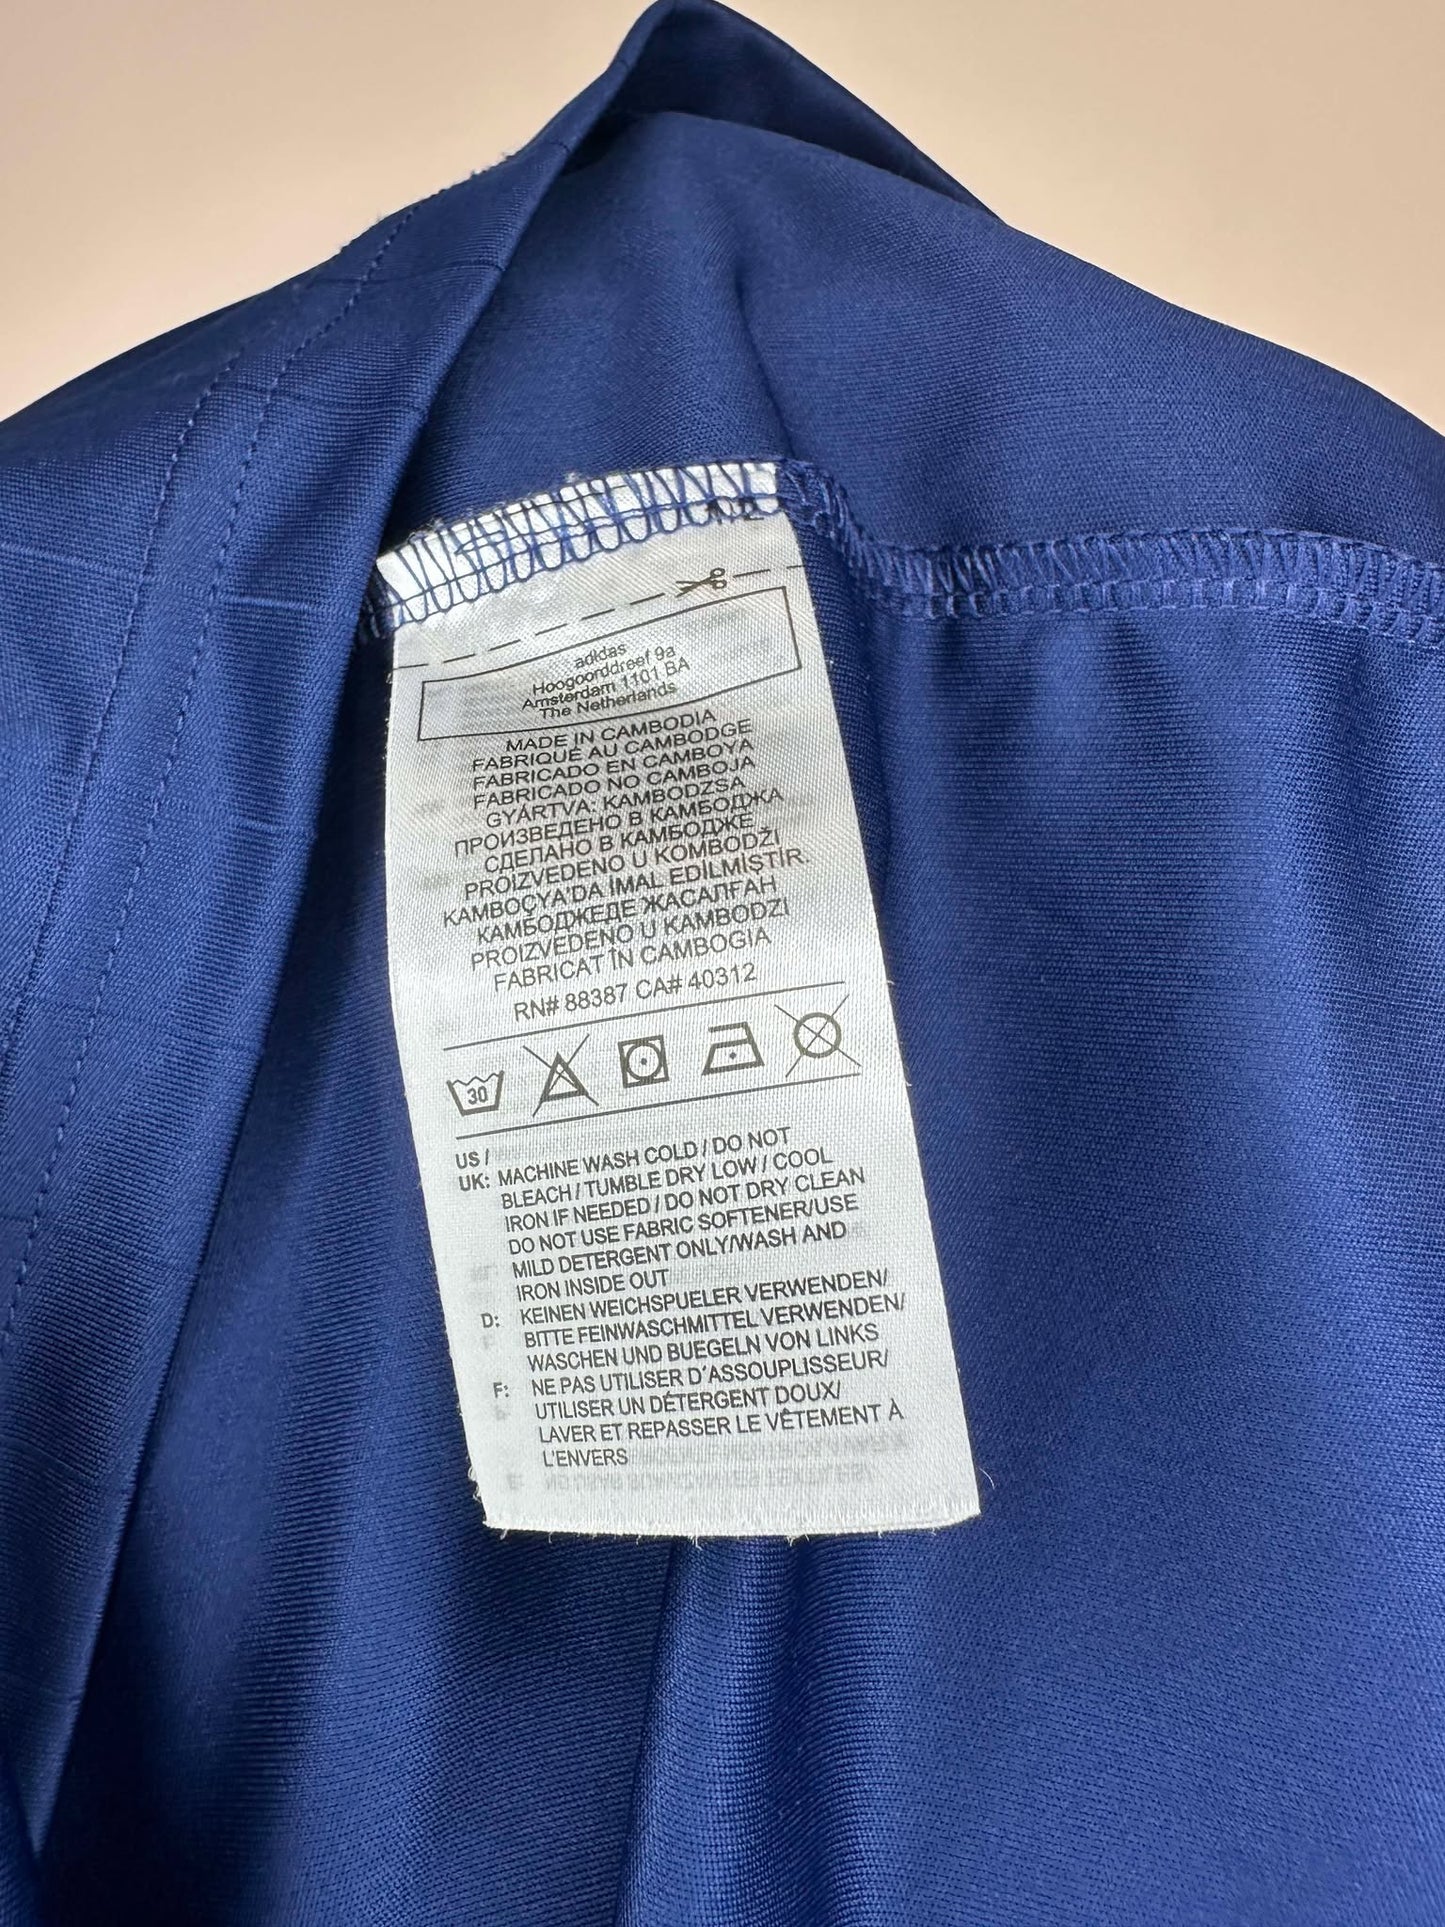 adidas
Hoogoorddreef 9a
Amsterdam 1101 BA
The Netherlands
MADE IN CAMBODIA
FABRIQUÉ AU CAMBODGE
FABRICADO EN CAMBOYA
FABRICADO NO CAMBOJA
GYÁRTVA: KAMBODZSA
ПРОИЗВЕДЕНО В КАМБОДЖА
СДЕЛАНО В КАМБОДЖЕ
PROIZVEDENO U KOMBODŽI
KAMBOÇYA'DA IMAL EDİLMİŞTİR.
КАМБОДЖЕДЕ ЖАСАЛҒАН
PROIZVEDENO U KAMBODZI
FABRICAT ÎN CAMBOGIA
RN# 88387 CA# 40312
30
US /
UK: MACHINE WASH COLD / DO NOT
BLEACH / TUMBLE DRY LOW / COOL
IRON IF NEEDED / DO NOT DRY CLEAN
DO NOT USE FABRIC SOFTENER/USE
MILD DETERGENT ONLY/WASH AND
IRON INSIDE OUT
D: KEINEN WEICHSPUELER VERWENDEN/
BITTE FEINWASCHMITTEL VERWENDEN/
WASCHEN UND BUEGELN VON LINKS
F: NE PAS UTILISER D'ASSOUPLISSEUR/
UTILISER UN DÉTERGENT DOUX/
LAVER ET REPASSER LE VÊTEMENT À
L'ENVERS